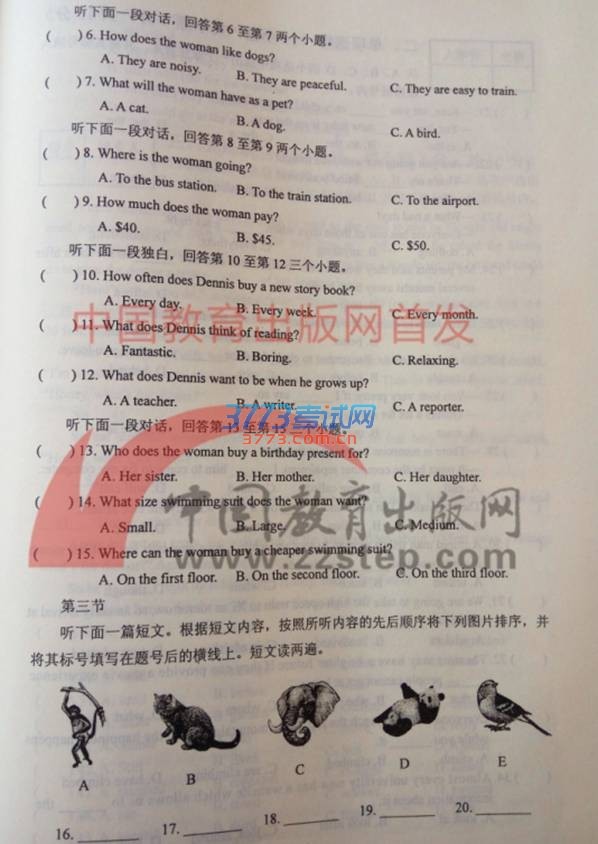 听下面一段对话，回答第 6 至第 7 两个小题。
(    ) 6. How does the woman like dogs?
A. They are noisy. B. They are peaceful. C. They are easy to train.
(    ) 7. What will the woman have as a pet?
A. A cat. B. A dog. C. A bird.
听下面一段对话，回答第 8 至第 9 两个小题。
(    ) 8. Where is the woman going?
A. To the bus station. B. To the train station. C. To the airport.
(    ) 9. How much does the woman pay?
A. $40. B. $45. C. $50.
听下面一段独白，回答第 10 至第 12 三个小题。
(    ) 10. How often does Dennis buy a new story book?
A. Every day. B. Every week. C. Every month.
中国教育出版网首发
(    ) 11. What does Dennis think of reading?
A. Fantastic. B. Boring. C. Relaxing.
(    ) 12. What does Dennis want to be when he grows up?
A. A teacher. B. A writer. C. A reporter.
3773考试网
听下面一段对话，回答第 13 至第 15 三个小题。
3773.com.cn
(    ) 13. Who does the woman buy a birthday present for?
A. Her sister. B. Her mother. C. Her daughter.
(    ) 14. What size swimming suit does the woman want?
A. Small. B. Large. C. Medium.
中国教育出版网
(    ) 15. Where can the woman buy a cheaper swimming suit?
www.zzstep.com
A. On the first floor. B. On the second floor. C. On the third floor.
第三节
听下面一篇短文。根据短文内容，按照所听内容的先后顺序将下列图片排序，并
将其标号填写在题号后的横线上。短文读两遍。
A B C D E
16. ______ 17. ______ 18. ______ 19. ______ 20. ______